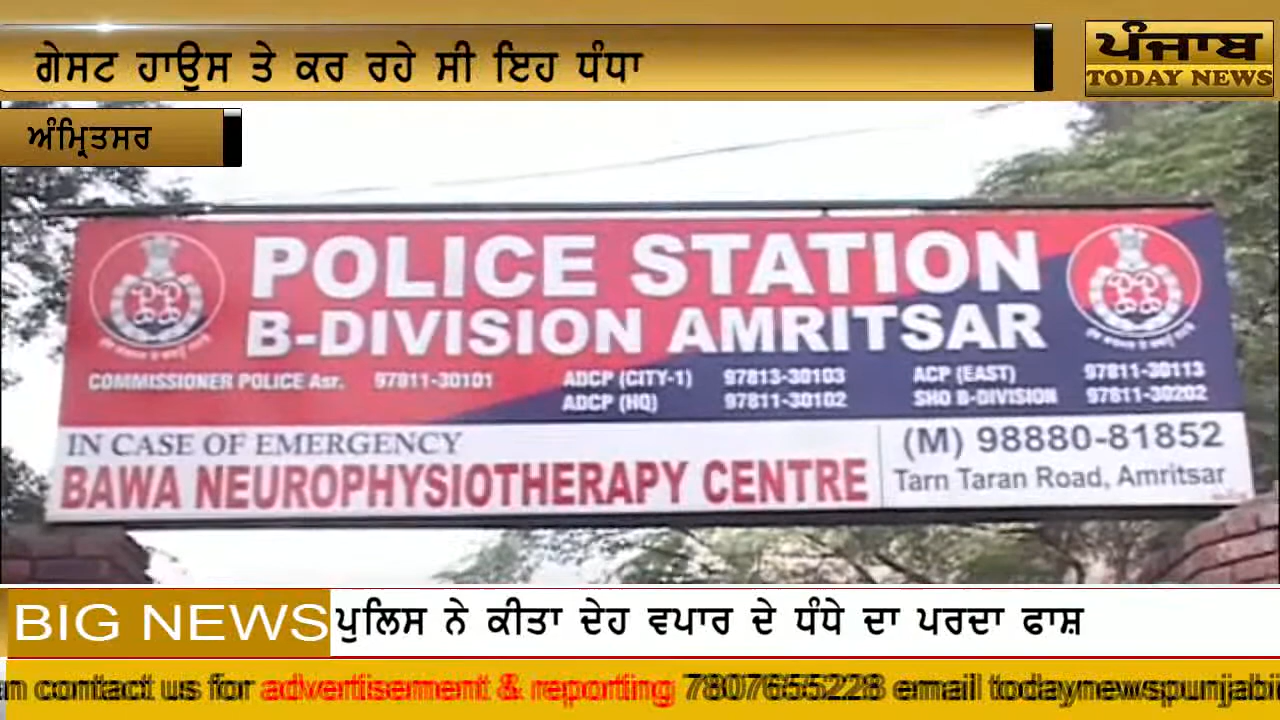 ਗੇਸਟ ਹਾਉਸ ਤੇ ਕਰ ਰਹੇ ਸੀ ਇਹ ਧੰਧਾ
ਪੰਜਾਬ
TODAY NEWS
ਅੰਮ੍ਰਿਤਸਰ
POLICE STATION
B-DIVISION AMRITSAR
COMMISSIONER POLICE Asr. 97811-30101 ADCP (CITY-1) 97813-30103 ACP (EAST) 97811-30113
ADCP (HQ) 97811-30102 SHO B-DIVISION 97811-30202
IN CASE OF EMERGENCY
BAWA NEUROPHYSIOTHERAPY CENTRE
(M) 98880-81852
Tarn Taran Road, Amritsar
BIG NEWS ਪੁਲਿਸ ਨੇ ਕੀਤਾ ਦੇਹ ਵਪਾਰ ਦੇ ਧੰਧੇ ਦਾ ਪਰਦਾ ਫਾਸ਼
an contact us for advertisement & reporting 7807655228 email todaynewspunjabi